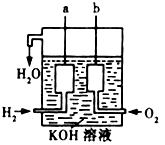 a b
H₂O
H₂ O₂
KOH 溶液